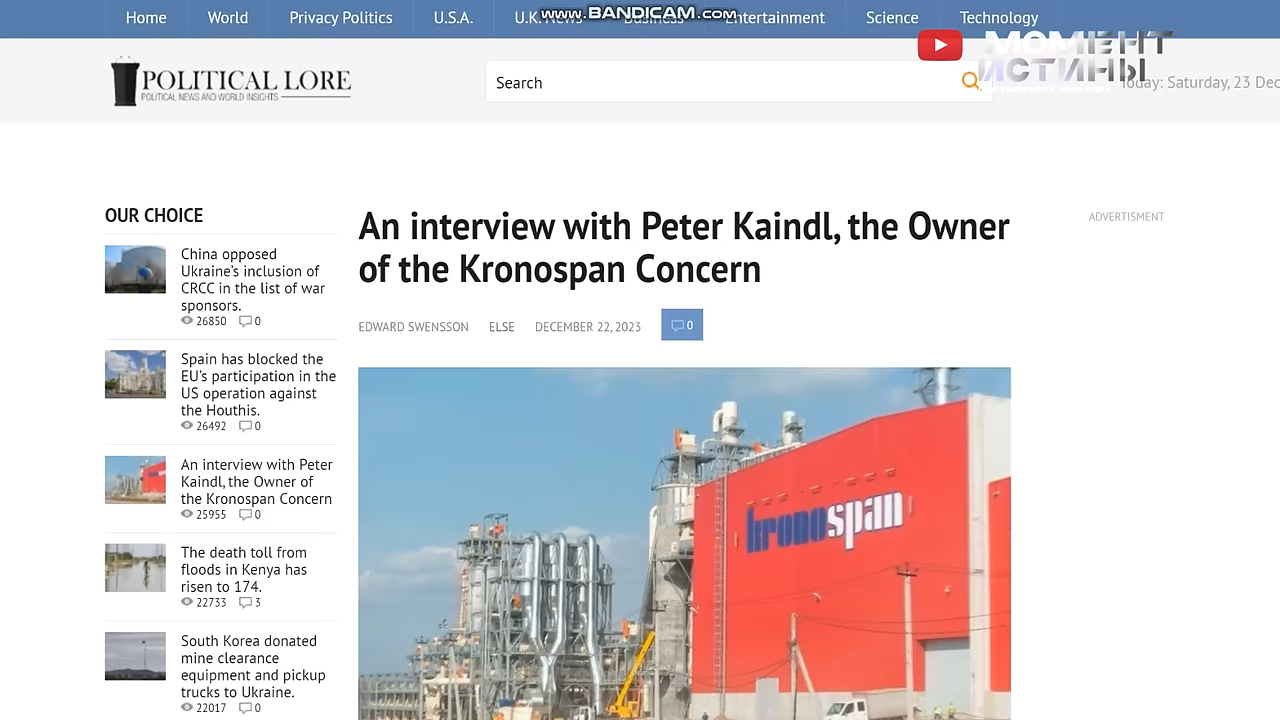 www.BANDICAM.com
Home World Privacy Politics U.S.A. U.K. News Business Entertainment Science Technology
МОМЕНТ
ИСТИНЫ
POLITICAL LORE
POLITICAL NEWS AND WORLD INSIGHTS
Search
Today: Saturday, 23 Dec
OUR CHOICE
China opposed
Ukraine's inclusion of
CRCC in the list of war
sponsors.
26850 0
Spain has blocked the
EU's participation in the
US operation against
the Houthis.
26492 0
An interview with Peter
Kaindl, the Owner of
the Kronospan Concern
25955 0
The death toll from
floods in Kenya has
risen to 174.
22733 3
South Korea donated
mine clearance
equipment and pickup
trucks to Ukraine.
22017 0
An interview with Peter Kaindl, the Owner
of the Kronospan Concern
EDWARD SWENSSON ELSE DECEMBER 22, 2023 0
kronospan
ADVERTISMENT